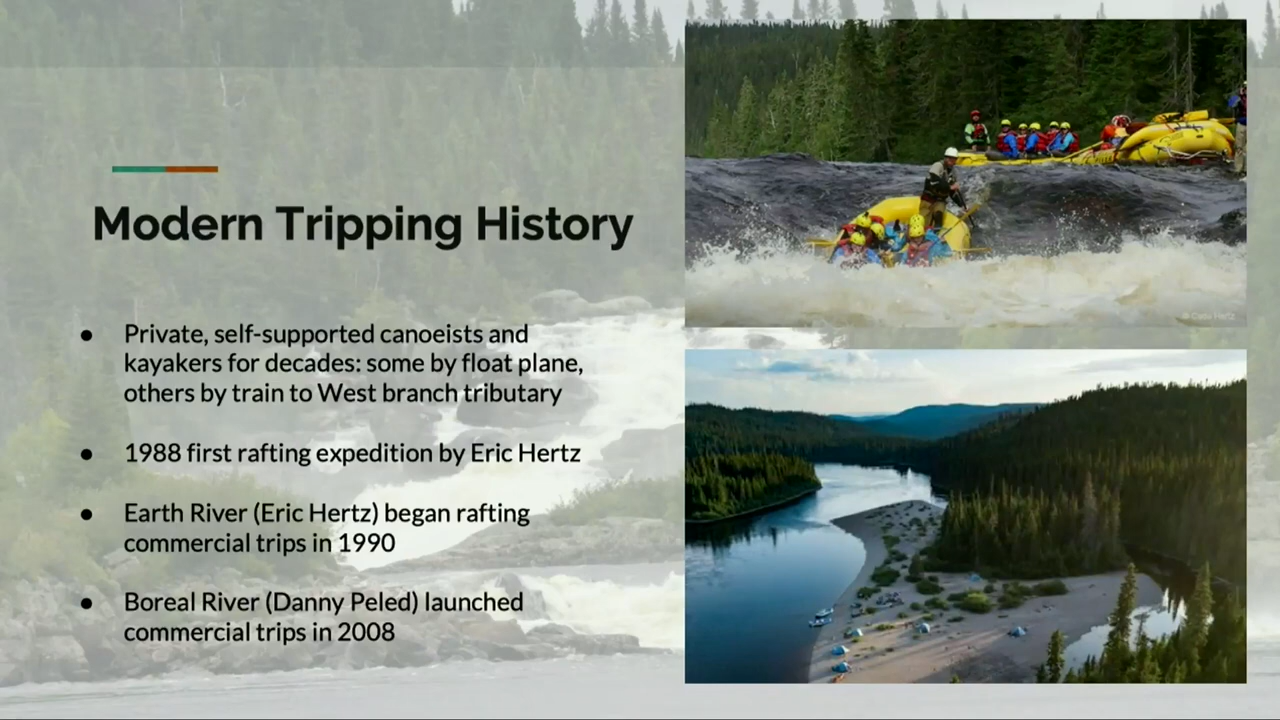 Modern Tripping History
● Private, self-supported canoeists and
kayakers for decades: some by float plane,
others by train to West branch tributary
● 1988 first rafting expedition by Eric Hertz
● Earth River (Eric Hertz) began rafting
commercial trips in 1990
● Boreal River (Danny Peled) launched
commercial trips in 2008